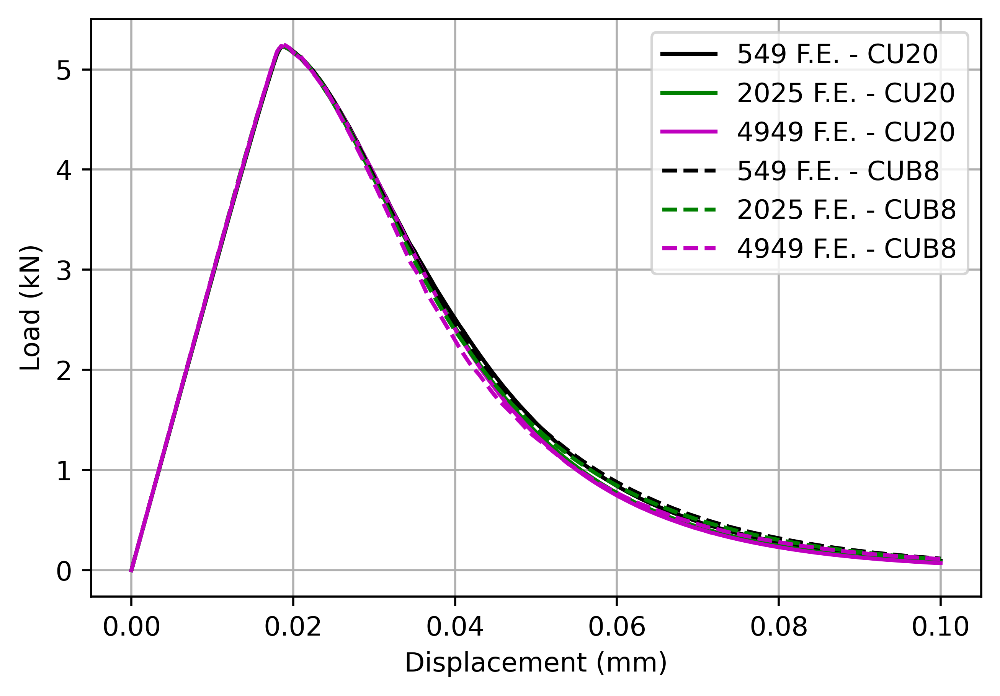 549 F.E. - CU20
2025 F.E. - CU20
4949 F.E. - CU20
549 F.E. - CUB8
2025 F.E. - CUB8
4949 F.E. - CUB8
5
4
3
2
1
0
Load (kN)
0.00 0.02 0.04 0.06 0.08 0.10
Displacement (mm)